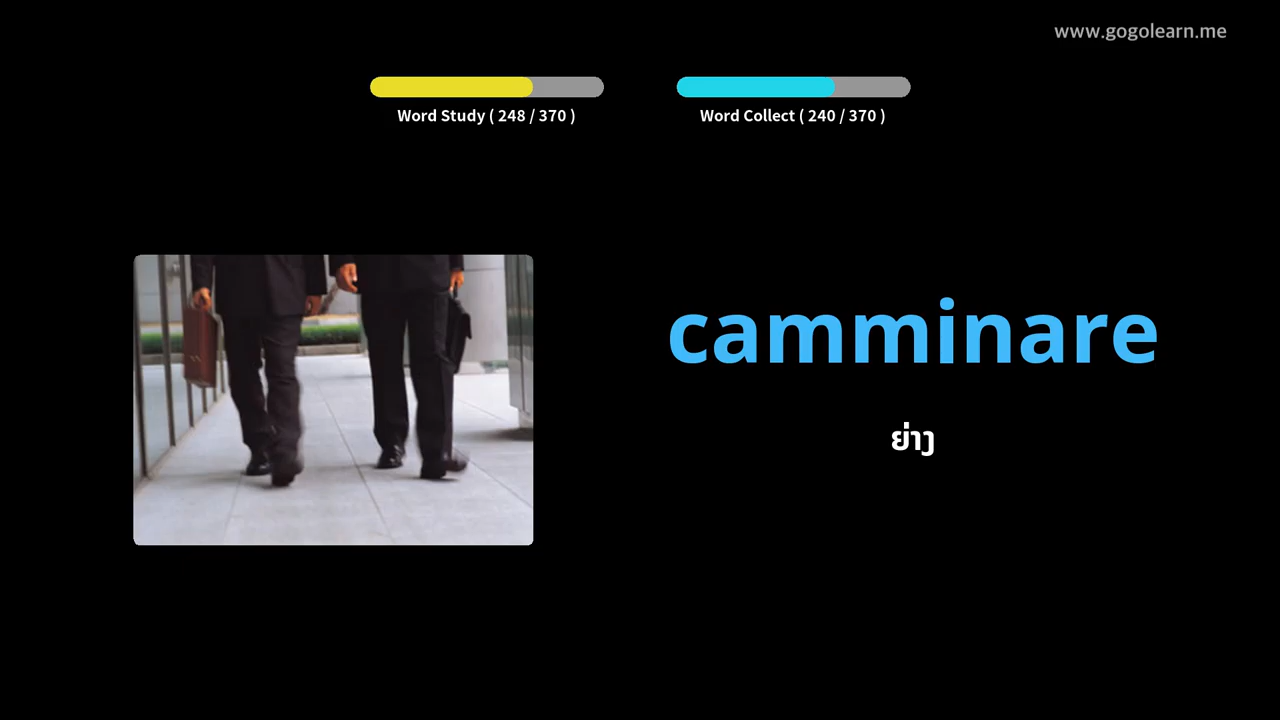 www.gogolearn.me
Word Study ( 248 / 370 )
Word Collect ( 240 / 370 )
camminare
ຍ່າງ